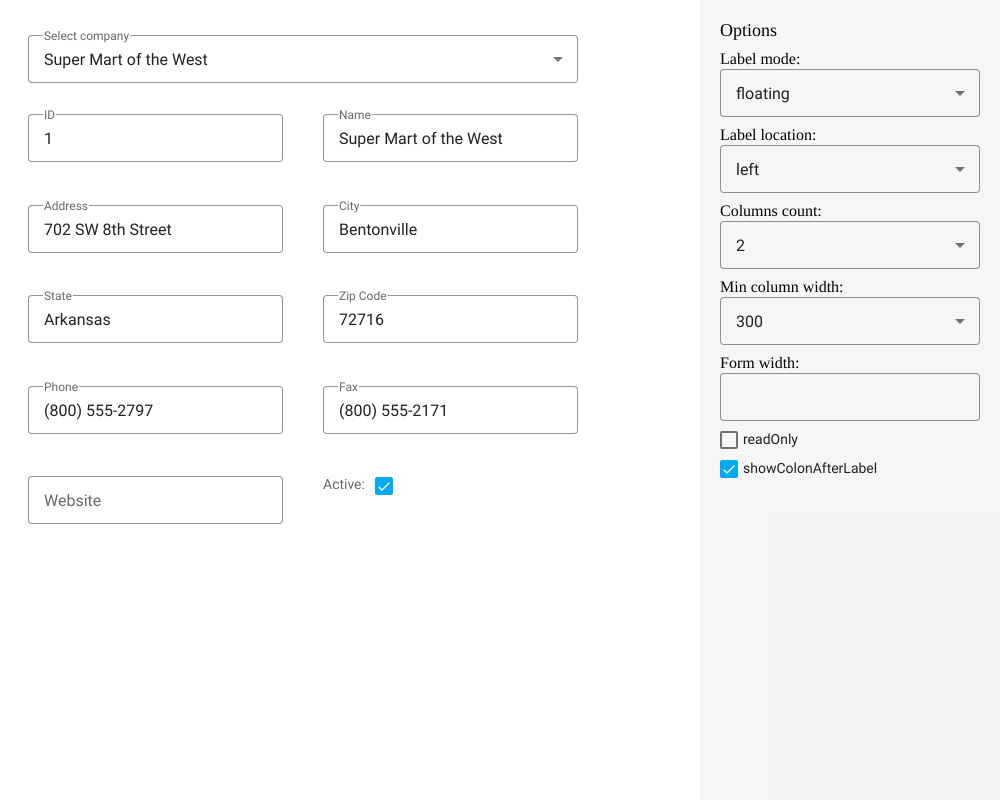 Select company
Super Mart of the West
ID
1
Name
Super Mart of the West
Address
702 SW 8th Street
City
Bentonville
State
Arkansas
Zip Code
72716
Phone
(800) 555-2797
Fax
(800) 555-2171
Website
Active:
Options
Label mode:
floating
Label location:
left
Columns count:
2
Min column width:
300
Form width:
readOnly
showColonAfterLabel